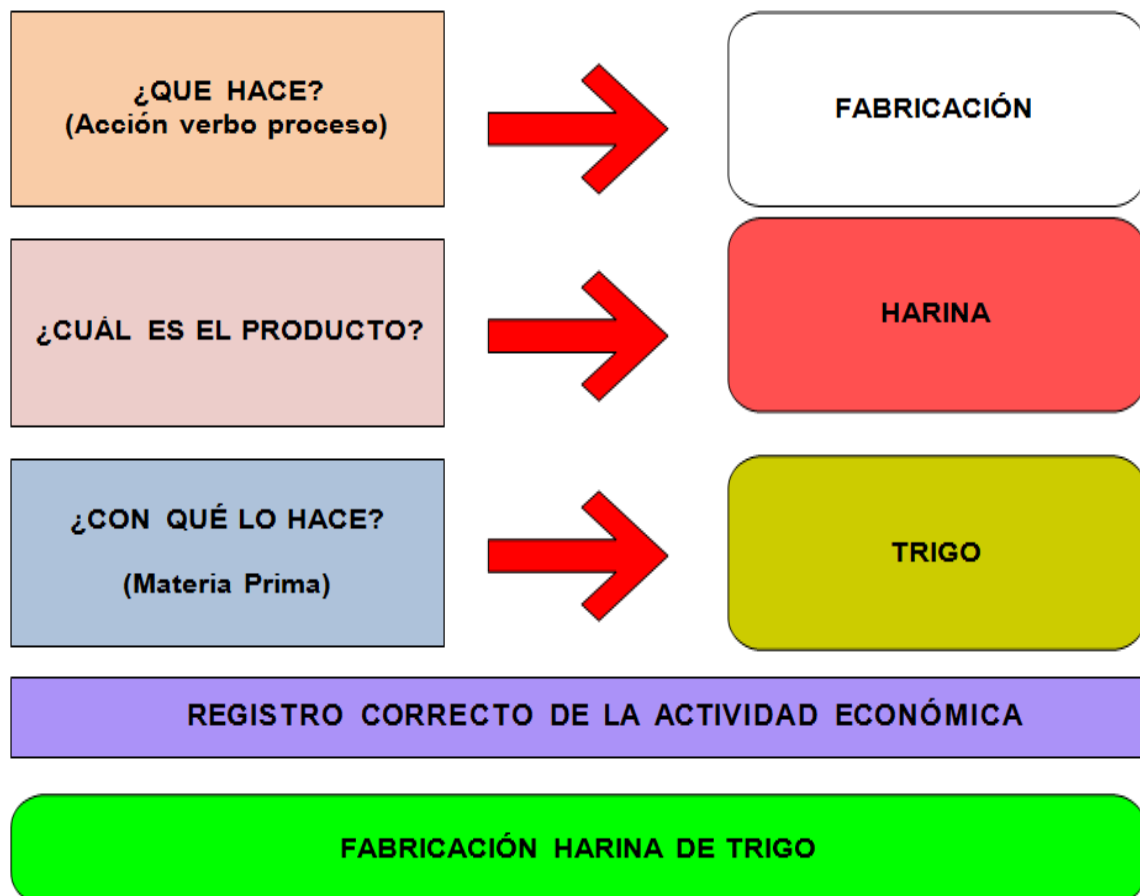 ¿QUE HACE?
(Acción verbo proceso)
FABRICACIÓN
¿CUÁL ES EL PRODUCTO?
HARINA
¿CON QUÉ LO HACE?
(Materia Prima)
TRIGO
REGISTRO CORRECTO DE LA ACTIVIDAD ECONÓMICA
FABRICACIÓN HARINA DE TRIGO